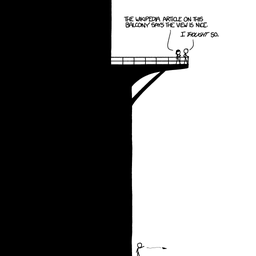 THE WIKIPEDIA ARTICLE ON THIS
BALCONY SAYS THE VIEW IS NICE.
I THOUGHT SO.